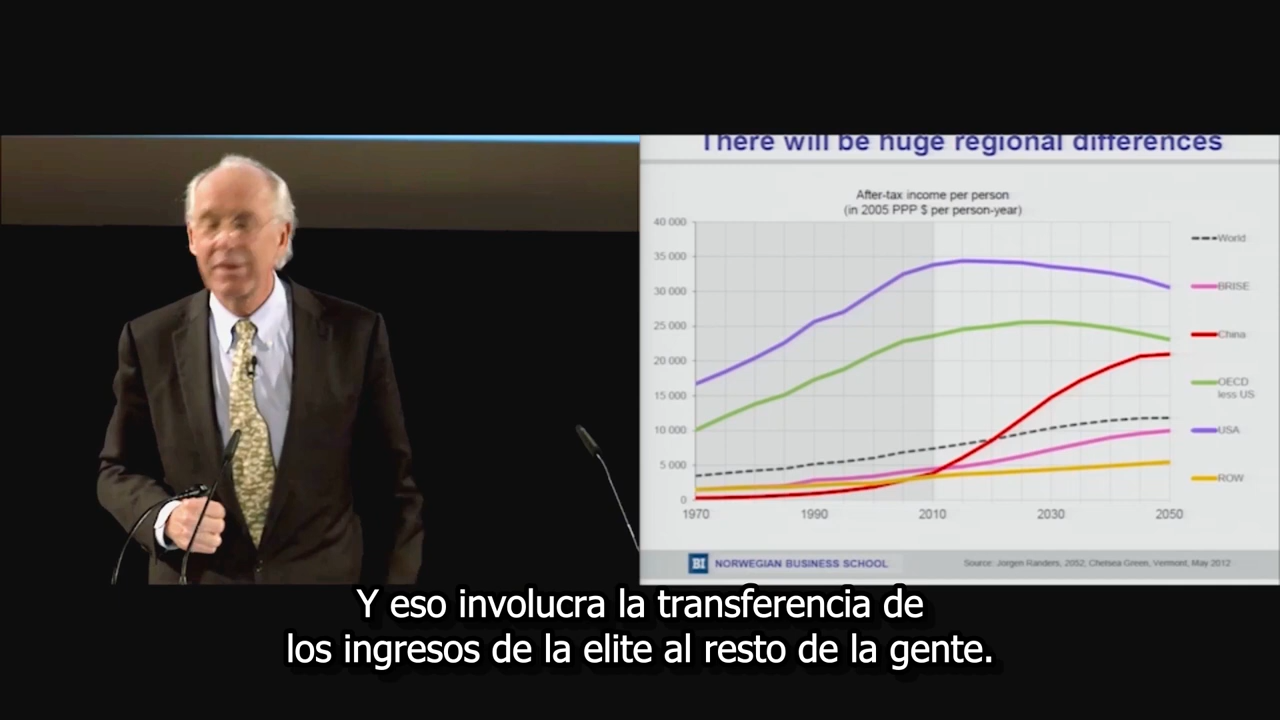 There will be huge regional differences
After-tax income per person
(in 2005 PPP $ per person-year)
40 000
35 000
30 000
25 000
20 000
15 000
10 000
5 000
0
1970
1990
2010
2030
2050
World
BRISE
China
OECD
less US
USA
ROW
BI
NORWEGIAN BUSINESS SCHOOL
Source: Jorgen Randers, 2052, Chelsea Green, Vermont, May 2012
Y eso involucra la transferencia de
los ingresos de la elite al resto de la gente.